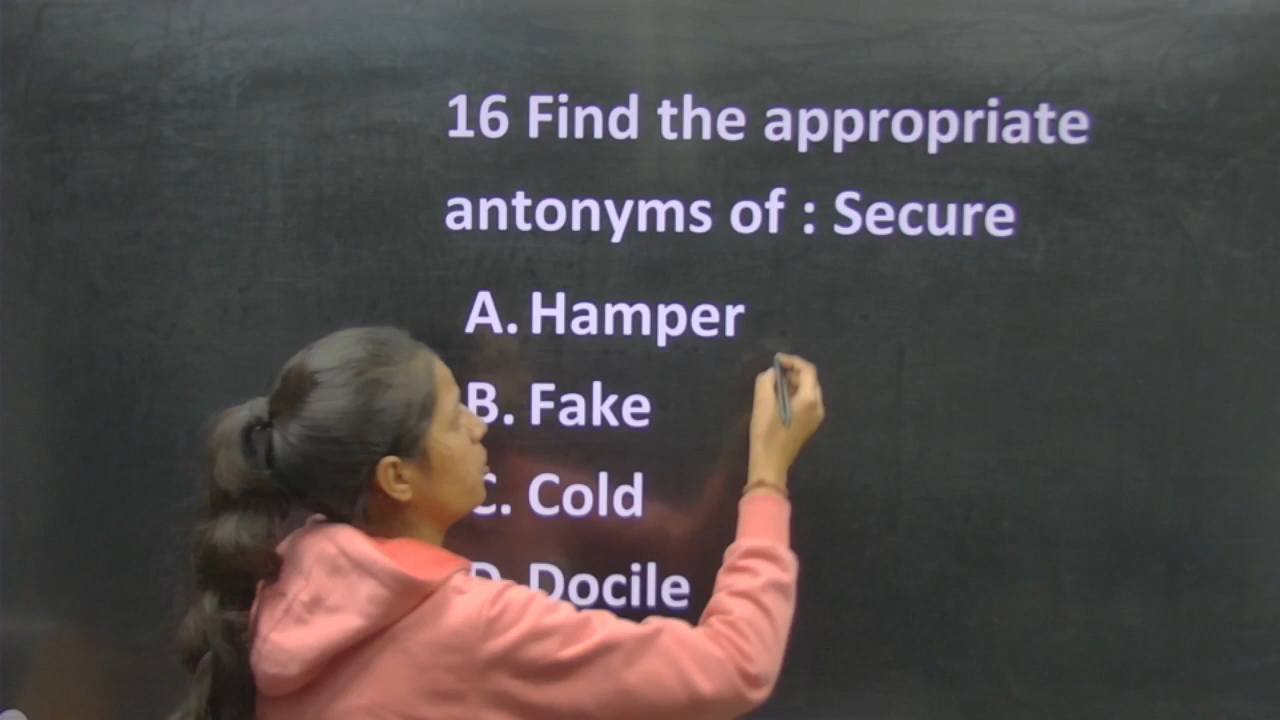 16 Find the appropriate
antonyms of : Secure
A. Hamper
B. Fake
C. Cold
D. Docile